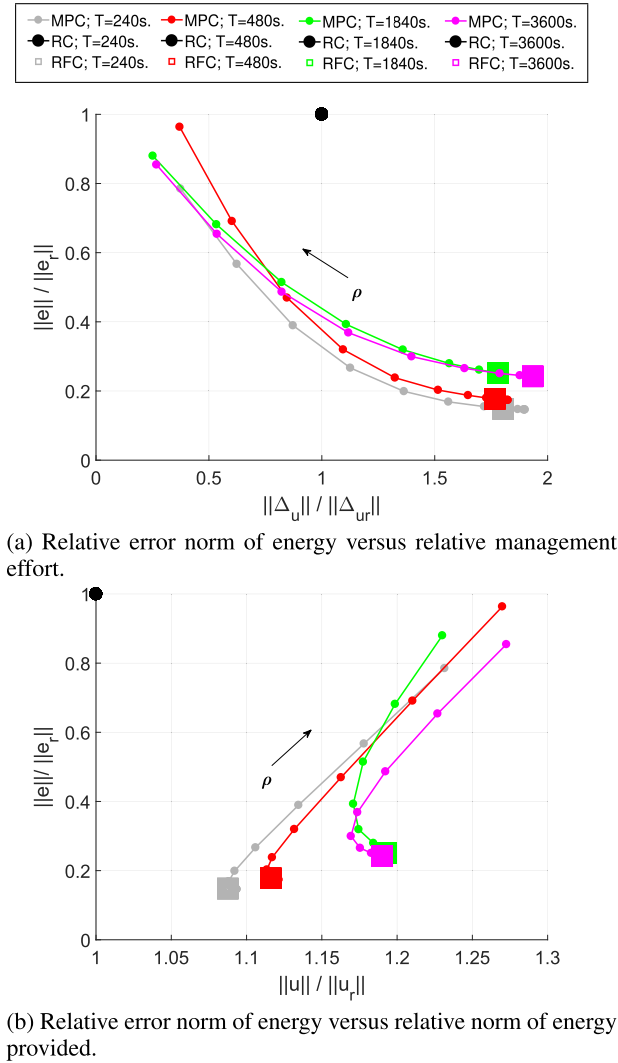 MPC; T=240s. MPC; T=480s. MPC; T=1840s. MPC; T=3600s.
RC; T=240s. RC; T=480s. RC; T=1840s. RC; T=3600s.
RFC; T=240s. RFC; T=480s. RFC; T=1840s. RFC; T=3600s.
1
0.8
0.6
0.4
0.2
0
||e|| / ||e_r||
ρ
0 0.5 1 1.5 2
||Δ_u|| / ||Δ_ur||
(a) Relative error norm of energy versus relative management
effort.
1
0.8
0.6
0.4
0.2
0
||e||/ ||e_r||
ρ
1 1.05 1.1 1.15 1.2 1.25 1.3
||u|| / ||u_r||
(b) Relative error norm of energy versus relative norm of energy
provided.